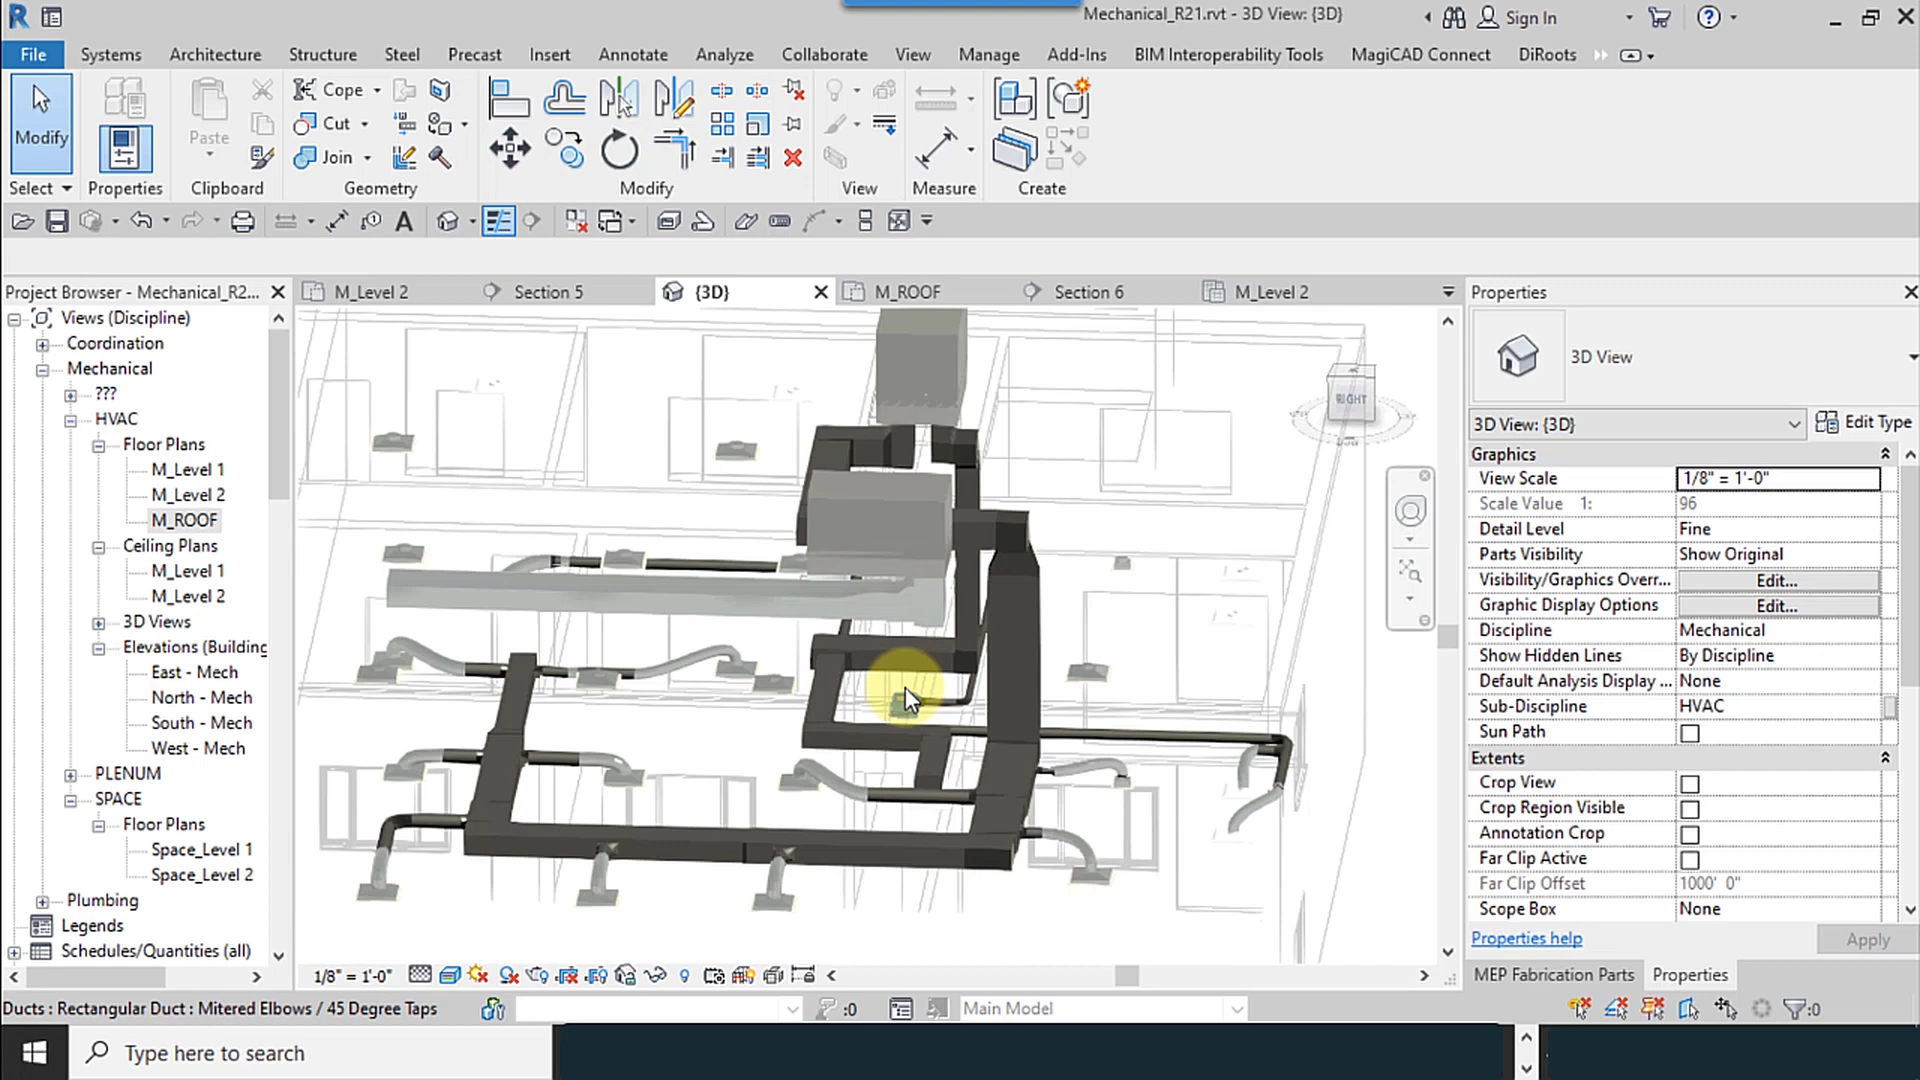 Mechanical_R21.rvt - 3D View: {3D}
Sign In
File
Systems
Architecture
Structure
Steel
Precast
Insert
Annotate
Analyze
Collaborate
View
Manage
Add-Ins
BIM Interoperability Tools
MagiCAD Connect
DiRoots
Modify
Paste
Cope
Cut
Join
Select
Properties
Clipboard
Geometry
Modify
View
Measure
Create
Project Browser - Mechanical_R2...
M_Level 2
Section 5
{3D}
M_ROOF
Section 6
M_Level 2
Properties
Views (Discipline)
Coordination
Mechanical
???
HVAC
Floor Plans
M_Level 1
M_Level 2
M_ROOF
Ceiling Plans
M_Level 1
M_Level 2
3D Views
Elevations (Building
East - Mech
North - Mech
South - Mech
West - Mech
PLENUM
SPACE
Floor Plans
Space_Level 1
Space_Level 2
Plumbing
Legends
Schedules/Quantities (all)
RIGHT
3D View
3D View: {3D}
Edit Type
Graphics
View Scale 1/8" = 1'-0"
Scale Value 1: 96
Detail Level Fine
Parts Visibility Show Original
Visibility/Graphics Overr... Edit...
Graphic Display Options Edit...
Discipline Mechanical
Show Hidden Lines By Discipline
Default Analysis Display ... None
Sub-Discipline HVAC
Sun Path
Extents
Crop View
Crop Region Visible
Annotation Crop
Far Clip Active
Far Clip Offset 1000' 0"
Scope Box None
Properties help
Apply
1/8" = 1'-0"
MEP Fabrication Parts
Properties
Ducts : Rectangular Duct : Mitered Elbows / 45 Degree Taps
:0
Main Model
:0
Type here to search